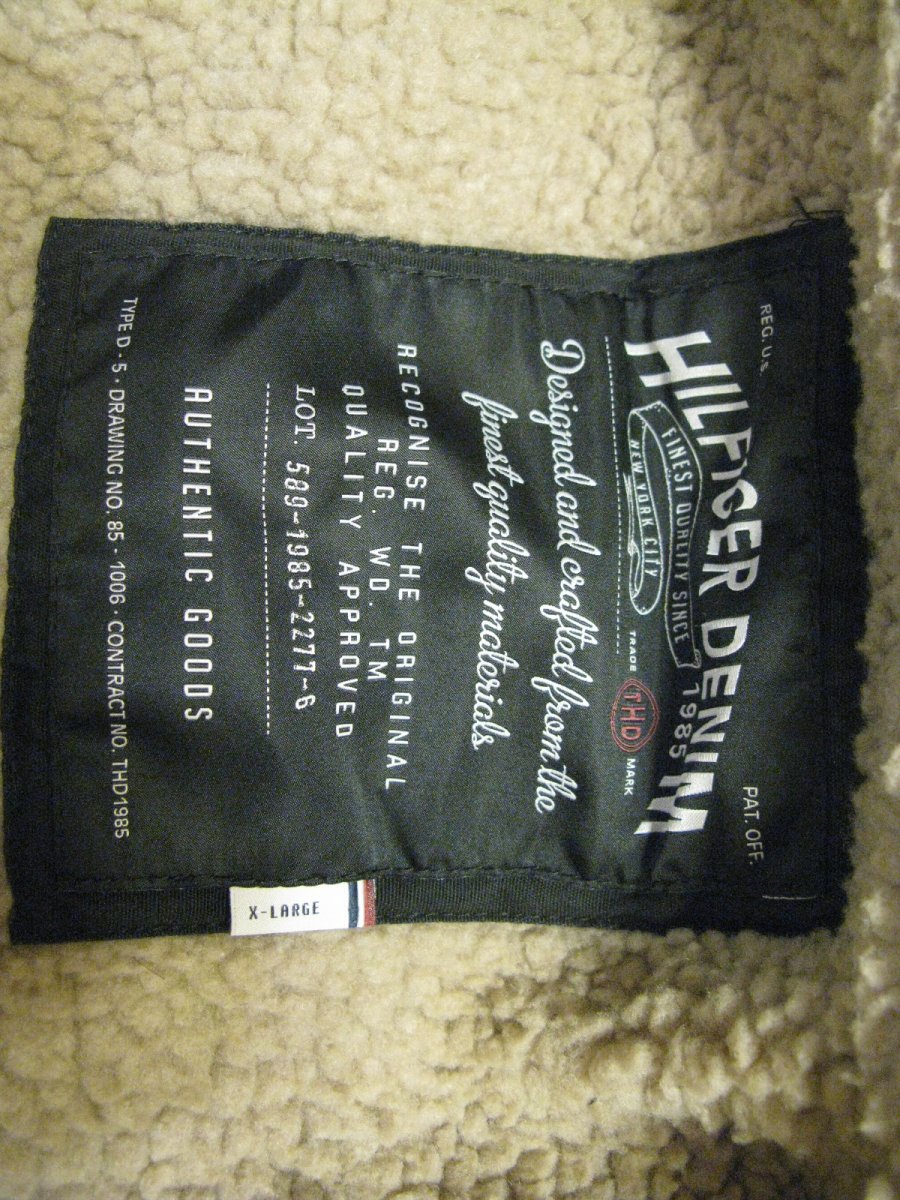 REG. U.S.
PAT. OFF.
HILFIGER DENIM
FINEST QUALITY SINCE 1985
NEW YORK CITY
TRADE THD MARK
Designed and crafted from the
finest quality materials
RECOGNISE THE ORIGINAL
REG. WD. TM
QUALITY APPROVED
LOT. 589-1985-2277-6
AUTHENTIC GOODS
TYPE D - 5 · DRAWING NO. 85 · 1006 · CONTRACT NO. THD1985
X-LARGE